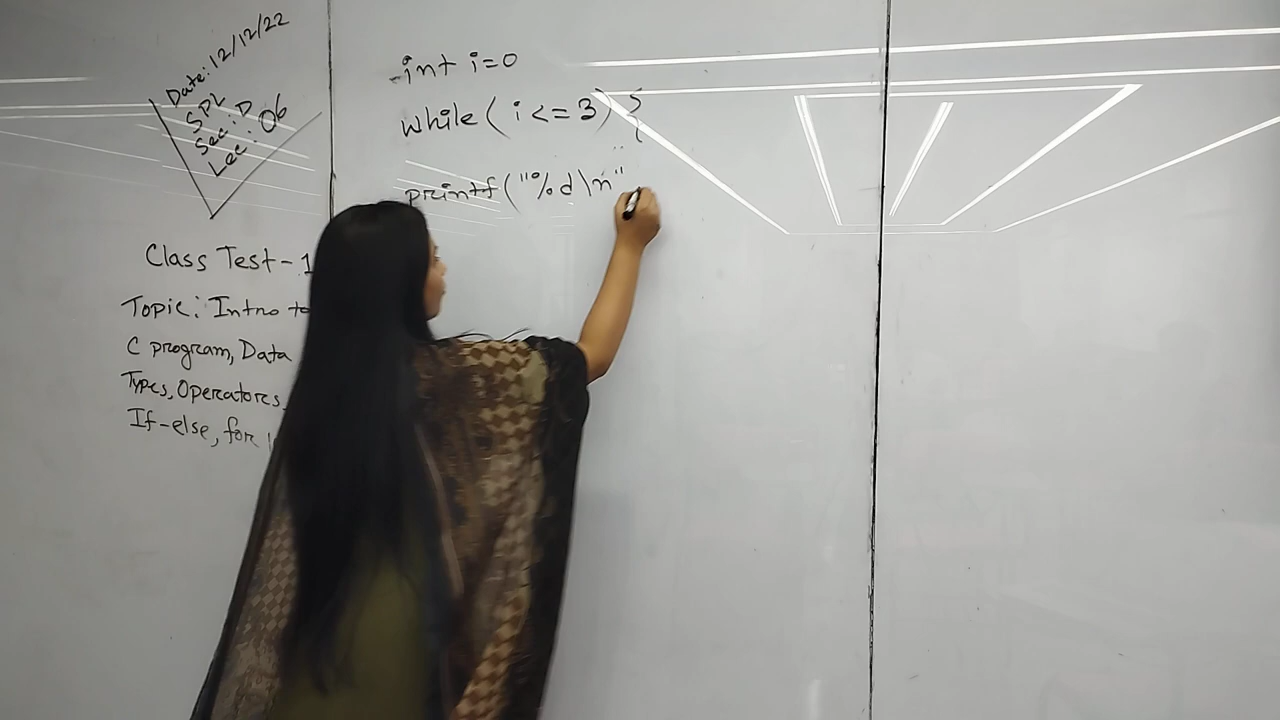 Date: 12/12/22
SPL
Sec: D
Lec: 06
Class Test-1
Topic: Intro to
C program, Data
Types, Operators,
If-else, for
int i=0
while (i<=3) {
printf("%d\n"